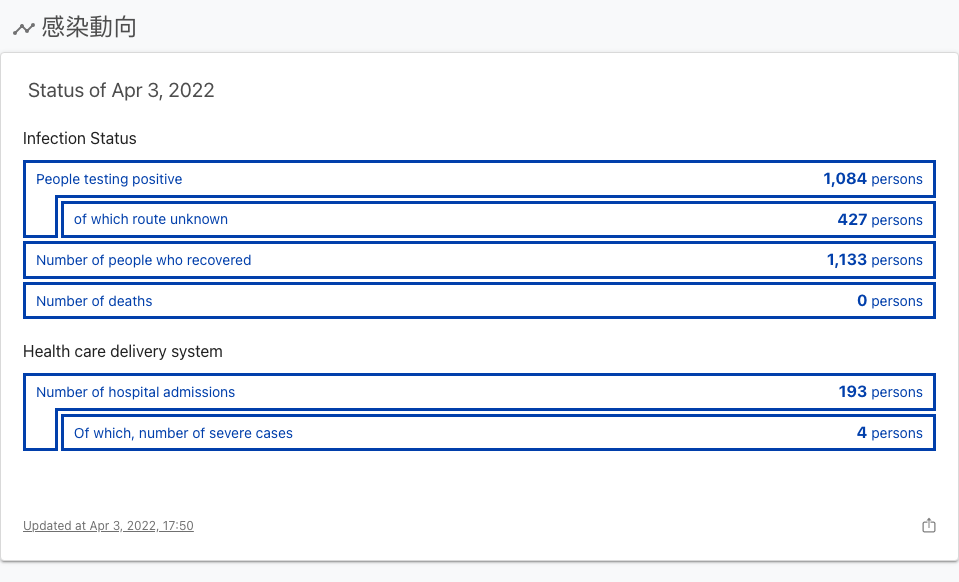 感染動向
Status of Apr 3, 2022
Infection Status
People testing positive 1,084 persons
of which route unknown 427 persons
Number of people who recovered 1,133 persons
Number of deaths 0 persons
Health care delivery system
Number of hospital admissions 193 persons
Of which, number of severe cases 4 persons
Updated at Apr 3, 2022, 17:50